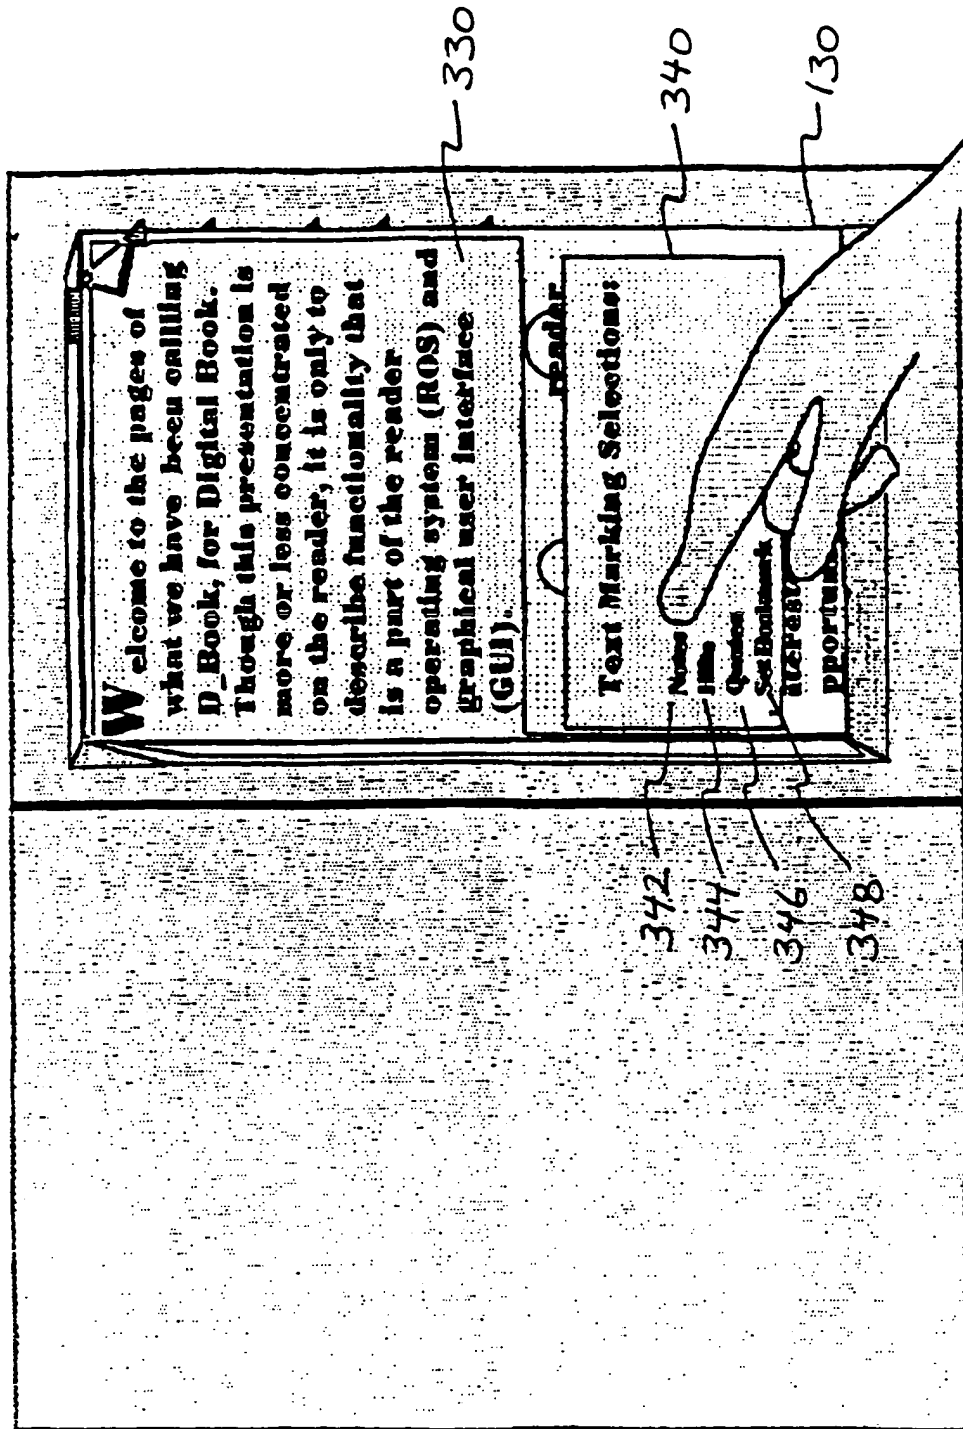 Welcome to the pages of
what we have been calling
D_Book, for Digital Book.
Though this presentation is
more or less concentrated
on the reader, it is only to
describe functionality that
is a part of the reader
operating system (ROS) and
graphical user interface
(GUI).
reader
Text Marking Selections:
Notes
Hilite
Quotes
Set Bookmark
nterest
pportun
330
340
130
342
344
346
348